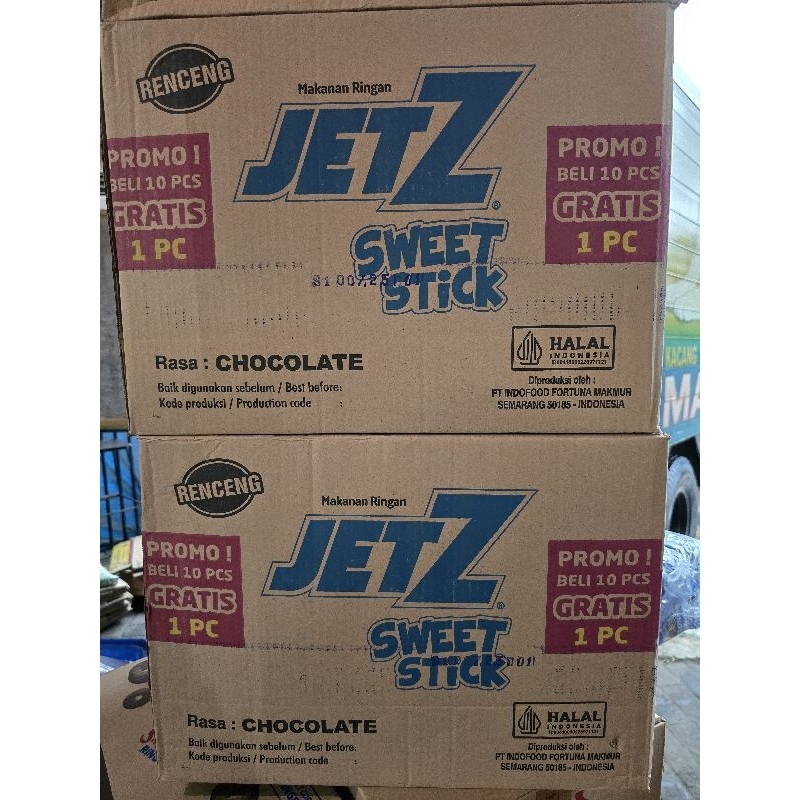 RENCENG
Makanan Ringan
JETZ®
SWEET
STICK
PROMO !
BELI 10 PCS
GRATIS
1 PC
PROMO !
BELI 10 PCS
GRATIS
1 PC
Rasa : CHOCOLATE
Baik digunakan sebelum / Best before:
Kode produksi / Production code :
HALAL
INDONESIA
Diproduksi oleh :
PT INDOFOOD FORTUNA MAKMUR
SEMARANG 50185 - INDONESIA
KACANG
RENCENG
Makanan Ringan
JETZ®
SWEET
STICK
PROMO !
BELI 10 PCS
GRATIS
1 PC
PROMO !
BELI 10 PCS
GRATIS
1 PC
Rasa : CHOCOLATE
Baik digunakan sebelum / Best before:
Kode produksi / Production code :
HALAL
INDONESIA
Diproduksi oleh :
PT INDOFOOD FORTUNA MAKMUR
SEMARANG 50185 - INDONESIA